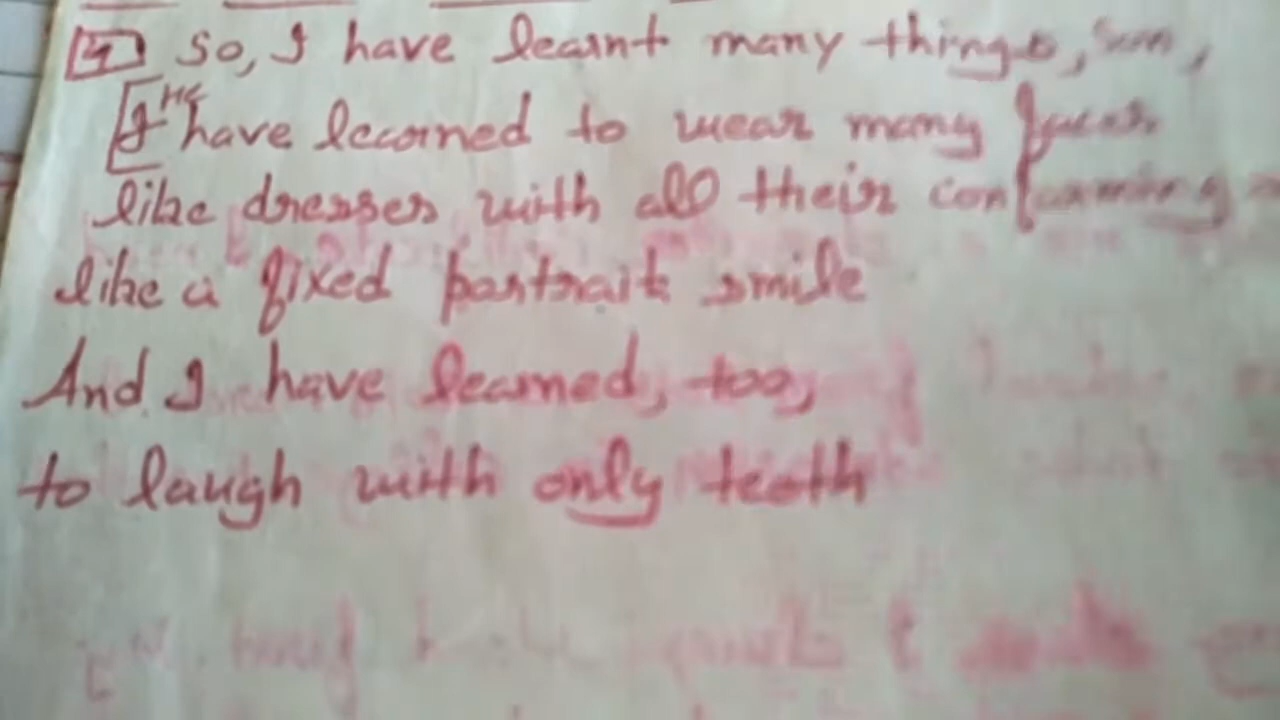 [4] So, I have learnt many things, son,
[I have learned to wear many faces
like dresses with all their conforming
like a fixed portrait smile
And I have learned, too,
to laugh with only teeth